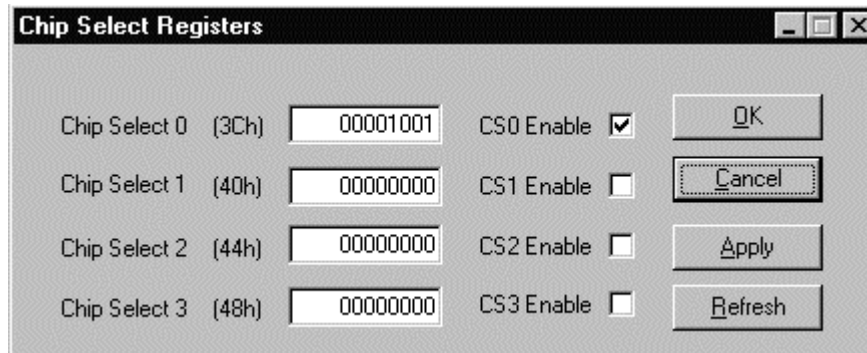 Chip Select Registers
Chip Select 0 (3Ch) 00001001 CS0 Enable OK
Chip Select 1 (40h) 00000000 CS1 Enable Cancel
Chip Select 2 (44h) 00000000 CS2 Enable Apply
Chip Select 3 (48h) 00000000 CS3 Enable Refresh